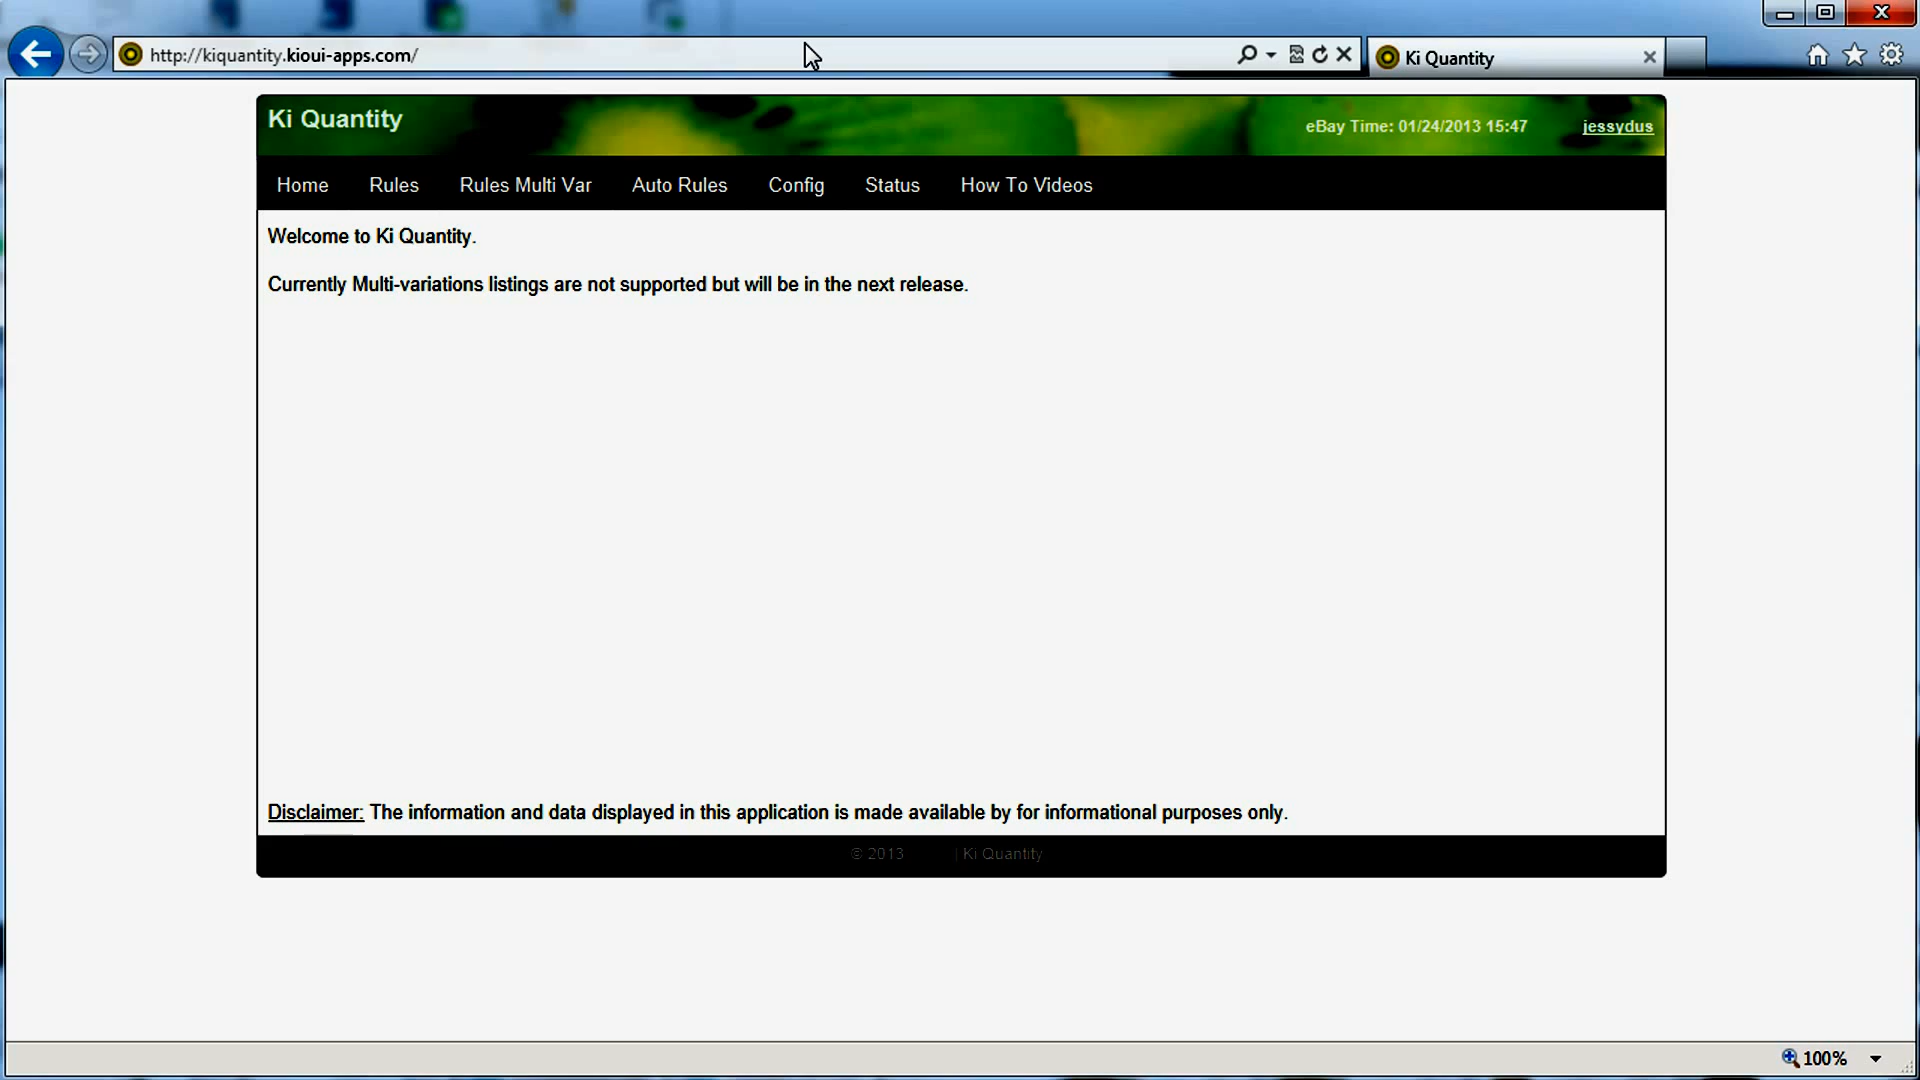 http://kiquantity.kioui-apps.com/
Ki Quantity
Ki Quantity
eBay Time: 01/24/2013 15:47
jessydus
Home Rules Rules Multi Var Auto Rules Config Status How To Videos
Welcome to Ki Quantity.
Currently Multi-variations listings are not supported but will be in the next release.
Disclaimer: The information and data displayed in this application is made available by for informational purposes only.
© 2013 | Ki Quantity
100%